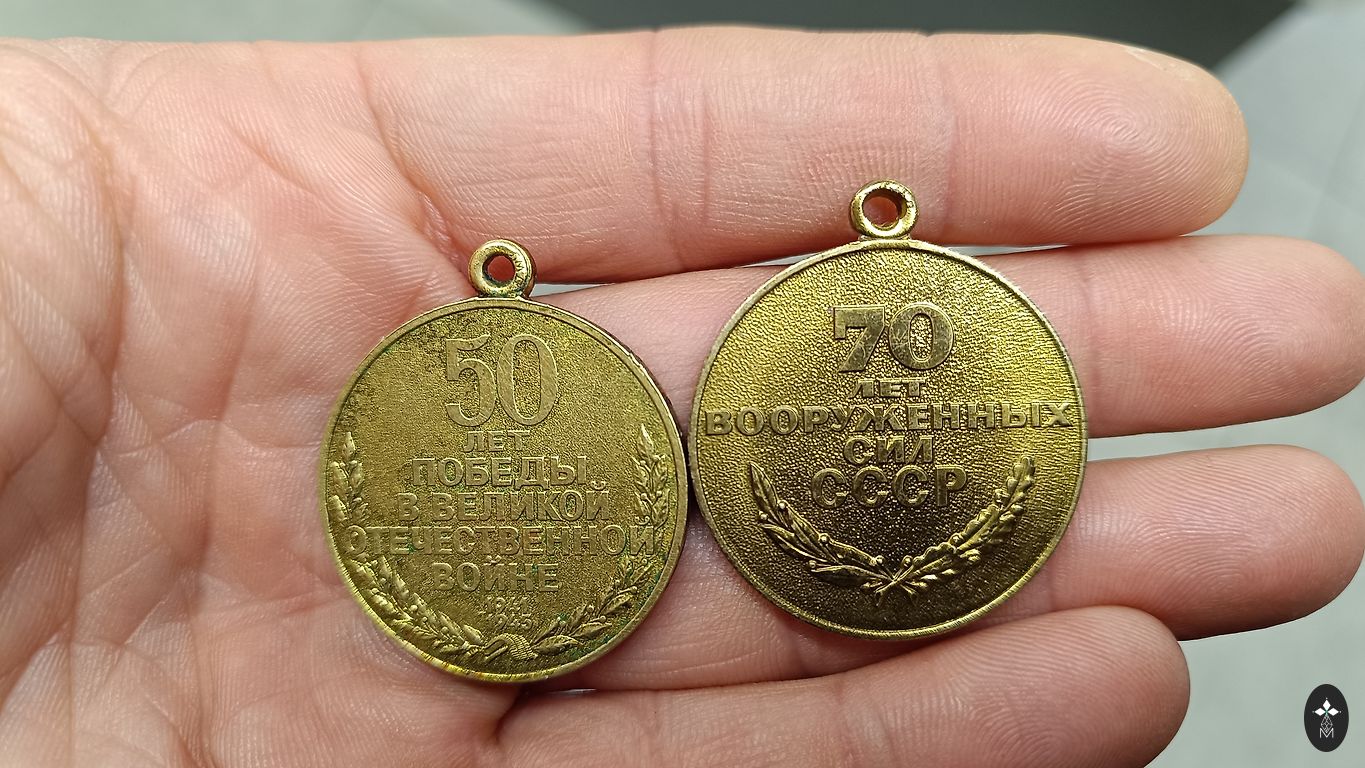 50
ЛЕТ
ПОБЕДЫ
В ВЕЛИКОЙ
ОТЕЧЕСТВЕННОЙ
ВОЙНЕ
1941
1945
70
ЛЕТ
ВООРУЖЕННЫХ
СИЛ
СССР
M